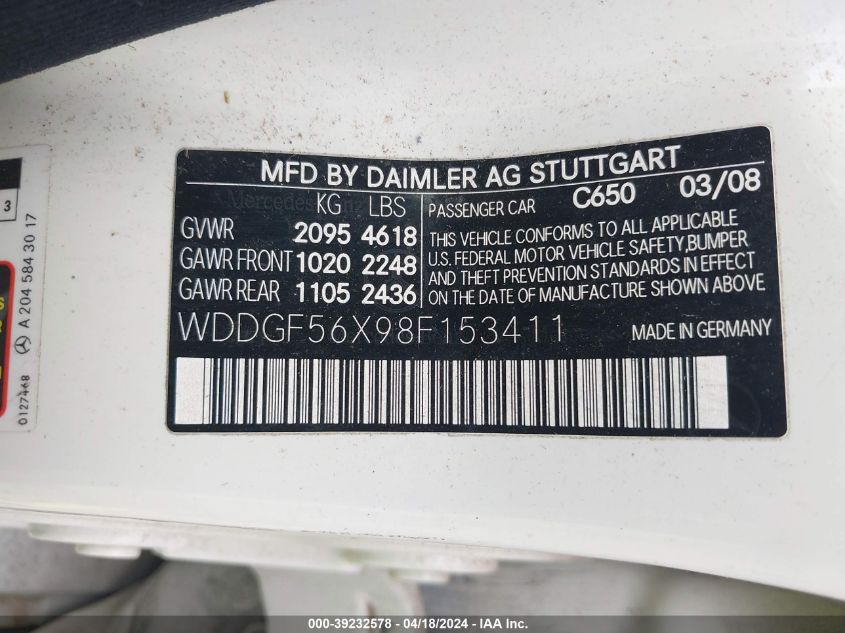 MFD BY DAIMLER AG STUTTGART
KG LBS
GVWR 2095 4618
GAWR FRONT 1020 2248
GAWR REAR 1105 2436
PASSENGER CAR C650 03/08
THIS VEHICLE CONFORMS TO ALL APPLICABLE
U.S. FEDERAL MOTOR VEHICLE SAFETY, BUMPER
AND THEFT PREVENTION STANDARDS IN EFFECT
ON THE DATE OF MANUFACTURE SHOWN ABOVE
WDDGF56X98F153411 MADE IN GERMANY
3
A 204 584 30 17
0127468
000-39232578 - 04/18/2024 - IAA Inc.